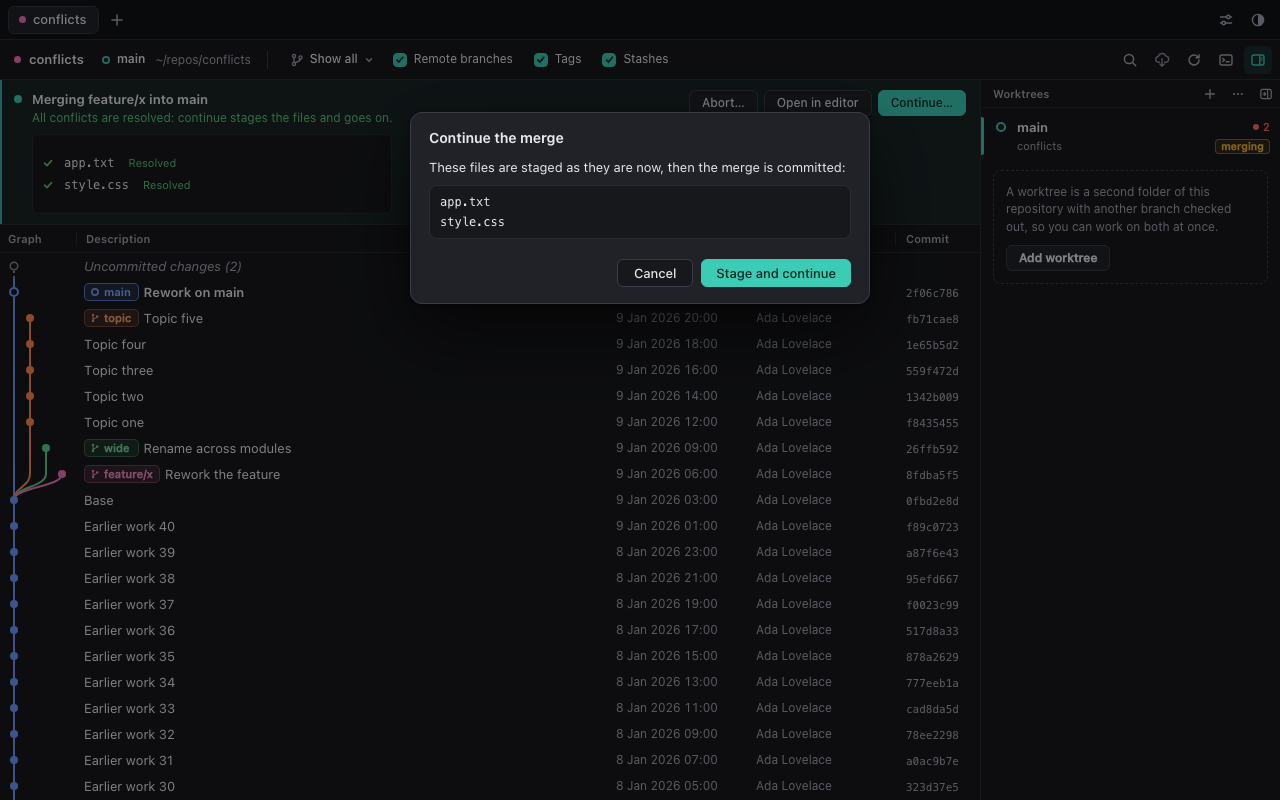 conflicts
conflicts main ~/repos/conflicts Show all Remote branches Tags Stashes
Merging feature/x into main
All conflicts are resolved: continue stages the files and goes on.
Abort... Open in editor Continue...
app.txt Resolved
style.css Resolved
Continue the merge
These files are staged as they are now, then the merge is committed:
app.txt
style.css
Cancel Stage and continue
Worktrees
main 2
conflicts merging
A worktree is a second folder of this
repository with another branch checked
out, so you can work on both at once.
Add worktree
Graph Description Commit
Uncommitted changes (2)
main Rework on main 2f06c786
topic Topic five 9 Jan 2026 20:00 Ada Lovelace fb71cae8
Topic four 9 Jan 2026 18:00 Ada Lovelace 1e65b5d2
Topic three 9 Jan 2026 16:00 Ada Lovelace 559f472d
Topic two 9 Jan 2026 14:00 Ada Lovelace 1342b009
Topic one 9 Jan 2026 12:00 Ada Lovelace f8435455
wide Rename across modules 9 Jan 2026 09:00 Ada Lovelace 26ffb592
feature/x Rework the feature 9 Jan 2026 06:00 Ada Lovelace 8fdba5f5
Base 9 Jan 2026 03:00 Ada Lovelace 0fbd2e8d
Earlier work 40 9 Jan 2026 01:00 Ada Lovelace f89c0723
Earlier work 39 8 Jan 2026 23:00 Ada Lovelace a87f6e43
Earlier work 38 8 Jan 2026 21:00 Ada Lovelace 95efd667
Earlier work 37 8 Jan 2026 19:00 Ada Lovelace f0023c99
Earlier work 36 8 Jan 2026 17:00 Ada Lovelace 517d8a33
Earlier work 35 8 Jan 2026 15:00 Ada Lovelace 878a2629
Earlier work 34 8 Jan 2026 13:00 Ada Lovelace 777eeb1a
Earlier work 33 8 Jan 2026 11:00 Ada Lovelace cad8da5d
Earlier work 32 8 Jan 2026 09:00 Ada Lovelace 78ee2298
Earlier work 31 8 Jan 2026 07:00 Ada Lovelace a0ac9b7e
Earlier work 30 8 Jan 2026 05:00 Ada Lovelace 323d37e5